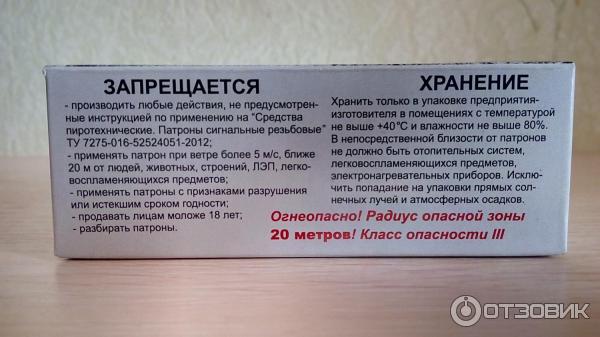 ЗАПРЕЩАЕТСЯ
- производить любые действия, не предусмотрен-
ные инструкцией по применению на "Средства
пиротехнические. Патроны сигнальные резьбовые"
ТУ 7275-016-52524051-2012;
- применять патрон при ветре более 5 м/с, ближе
20 м от людей, животных, строений, ЛЭП, легко-
воспламеняющихся предметов;
- применять патроны с признаками разрушения
или истекшим сроком годности;
- продавать лицам моложе 18 лет;
- разбирать патроны.
ХРАНЕНИЕ
Хранить только в упаковке предприятия-
изготовителя в помещениях с температурой
не выше +40°С и влажности не выше 80%.
В непосредственной близости от патронов
не должно быть отопительных систем,
легковоспламеняющихся предметов,
электронагревательных приборов. Исклю-
чить попадание на упаковки прямых сол-
нечных лучей и атмосферных осадков.
Огнеопасно! Радиус опасной зоны
20 метров! Класс опасности III
ОТЗОВИК